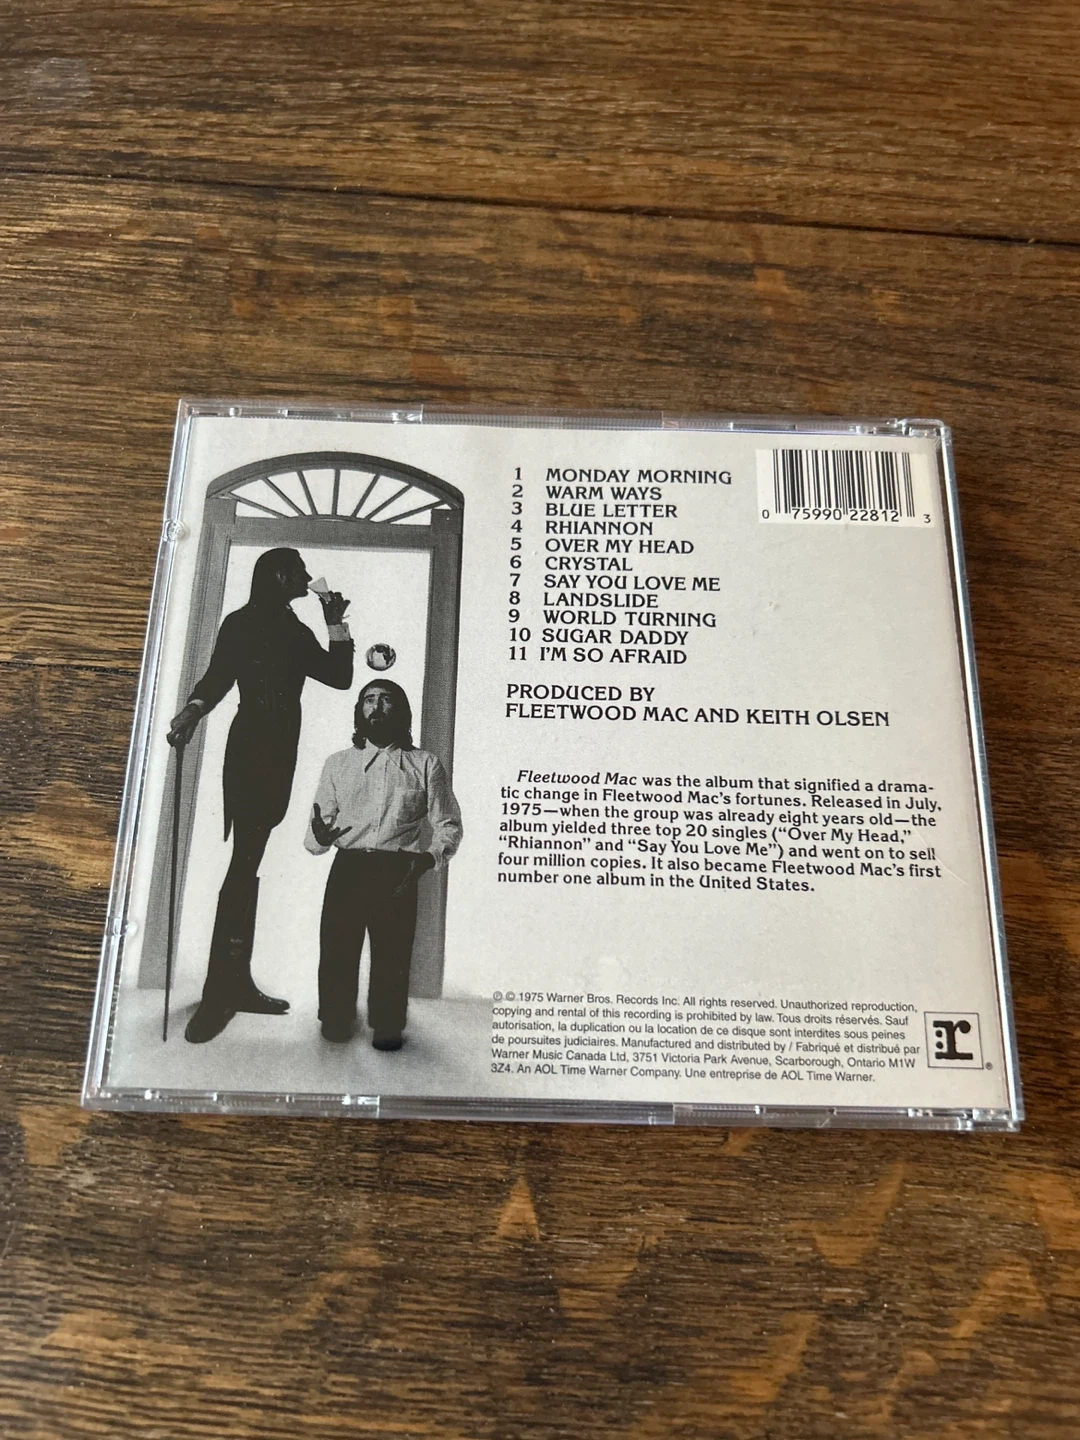 1 MONDAY MORNING
2 WARM WAYS
3 BLUE LETTER
4 RHIANNON
5 OVER MY HEAD
6 CRYSTAL
7 SAY YOU LOVE ME
8 LANDSLIDE
9 WORLD TURNING
10 SUGAR DADDY
11 I'M SO AFRAID
0 75990 22812 3
PRODUCED BY
FLEETWOOD MAC AND KEITH OLSEN
Fleetwood Mac was the album that signified a drama-
tic change in Fleetwood Mac's fortunes. Released in July,
1975—when the group was already eight years old—the
album yielded three top 20 singles ("Over My Head,"
"Rhiannon" and "Say You Love Me") and went on to sell
four million copies. It also became Fleetwood Mac's first
number one album in the United States.
℗ © 1975 Warner Bros. Records Inc. All rights reserved. Unauthorized reproduction,
copying and rental of this recording is prohibited by law. Tous droits réservés. Sauf
autorisation, la duplication ou la location de ce disque sont interdites sous peines
de poursuites judiciaires. Manufactured and distributed by / Fabriqué et distribué par
Warner Music Canada Ltd, 3751 Victoria Park Avenue, Scarborough, Ontario M1W
3Z4. An AOL Time Warner Company. Une entreprise de AOL Time Warner.
:r ®